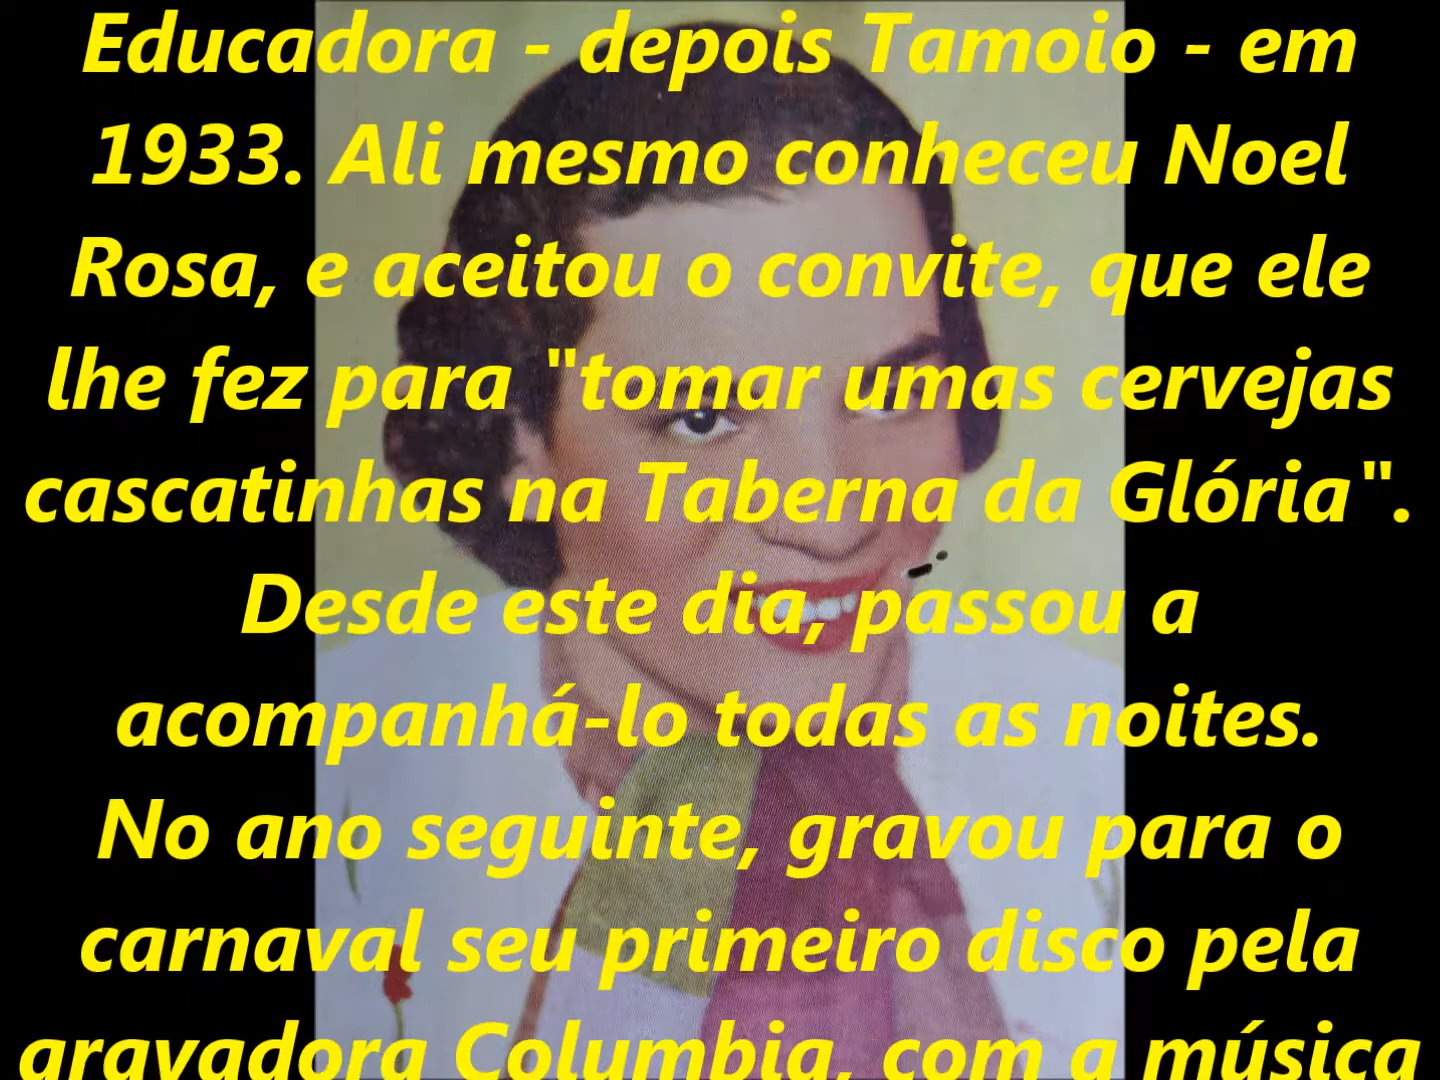 Educadora - depois Tamoio - em
1933. Ali mesmo conheceu Noel
Rosa, e aceitou o convite, que ele
lhe fez para "tomar umas cervejas
cascatinhas na Taberna da Glória".
Desde este dia, passou a
acompanhá-lo todas as noites.
No ano seguinte, gravou para o
carnaval seu primeiro disco pela
gravadora Columbia, com a música